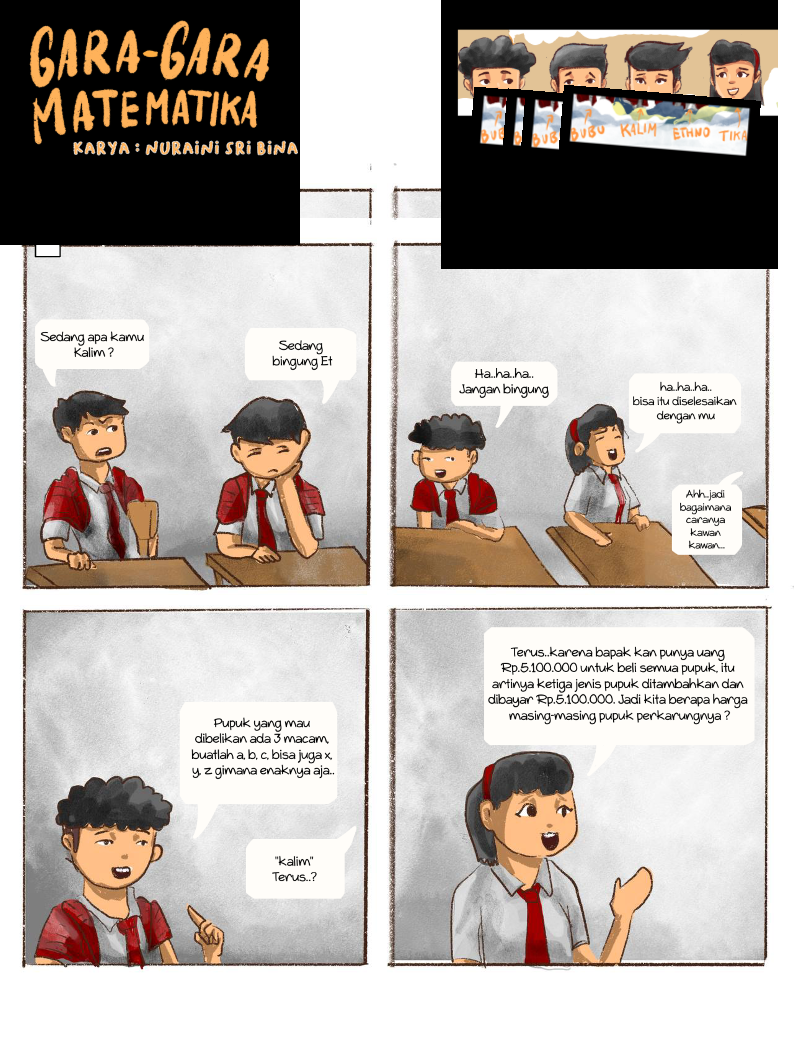 GARA-GARA
MATEMATIKA
KARYA : NURAINI SRI BINA
BUBU
KALIM
ETHNO
TIKA
Sedang apa kamu
Kalim ?
Sedang
bingung Et
Ha..ha..ha..
Jangan bingung
ha..ha..ha..
bisa itu diselesaikan
dengan mu
Ahh..jadi
bagaimana
caranya
kawan
kawan...
Pupuk yang mau
dibelikan ada 3 macam,
buatlah a, b, c, bisa juga x,
y, z gimana enaknya aja..
"kalim"
Terus..?
Terus..karena bapak kan punya uang
Rp.5.100.000 untuk beli semua pupuk, itu
artinya ketiga jenis pupuk ditambahkan dan
dibayar Rp.5.100.000. Jadi kita berapa harga
masing-masing pupuk perkarungnya ?